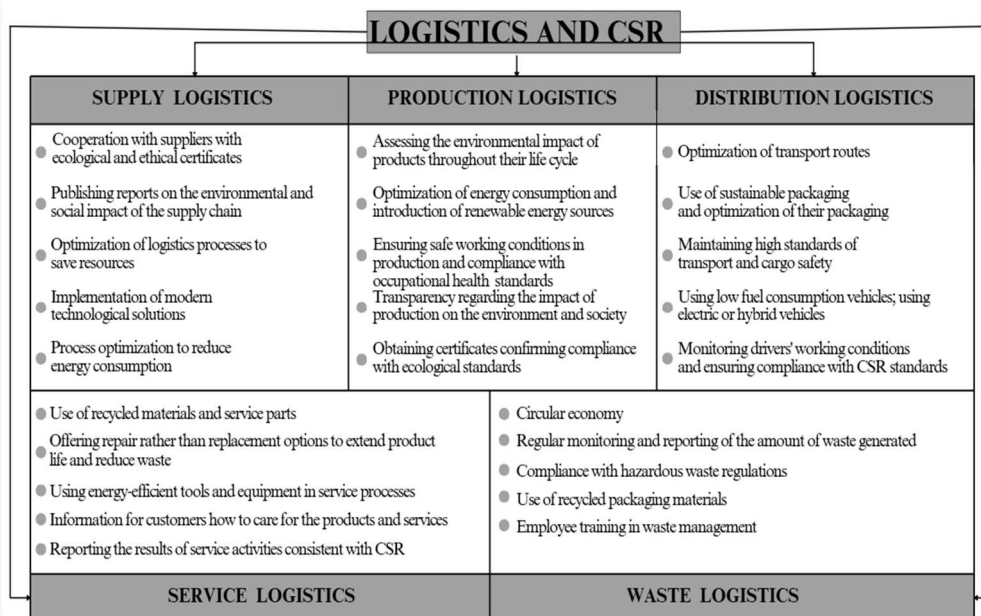 LOGISTICS AND CSR
SUPPLY LOGISTICS
Cooperation with suppliers with
ecological and ethical certificates
Publishing reports on the environmental and
social impact of the supply chain
Optimization of logistics processes to
save resources
Implementation of modern
technological solutions
Process optimization to reduce
energy consumption
PRODUCTION LOGISTICS
Assessing the environmental impact of
products throughout their life cycle
Optimization of energy consumption and
introduction of renewable energy sources
Ensuring safe working conditions in
production and compliance with
occupational health standards
Transparency regarding the impact of
production on the environment and society
Obtaining certificates confirming compliance
with ecological standards
DISTRIBUTION LOGISTICS
Optimization of transport routes
Use of sustainable packaging
and optimization of their packaging
Maintaining high standards of
transport and cargo safety
Using low fuel consumption vehicles; using
electric or hybrid vehicles
Monitoring drivers' working conditions
and ensuring compliance with CSR standards
Use of recycled materials and service parts
Offering repair rather than replacement options to extend product
life and reduce waste
Using energy-efficient tools and equipment in service processes
Information for customers how to care for the products and services
Reporting the results of service activities consistent with CSR
SERVICE LOGISTICS
Circular economy
Regular monitoring and reporting of the amount of waste generated
Compliance with hazardous waste regulations
Use of recycled packaging materials
Employee training in waste management
WASTE LOGISTICS